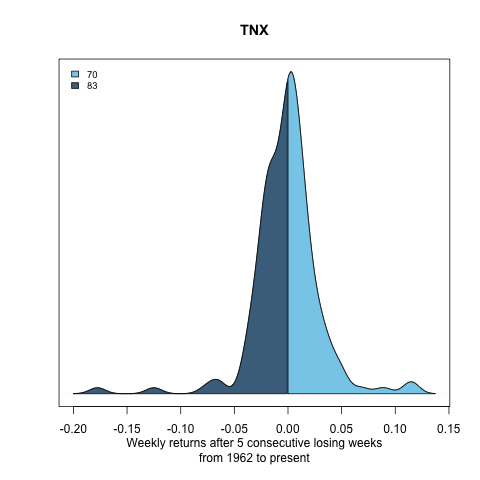 TNX
70
83
-0.20 -0.15 -0.10 -0.05 0.00 0.05 0.10 0.15
Weekly returns after 5 consecutive losing weeks
from 1962 to present